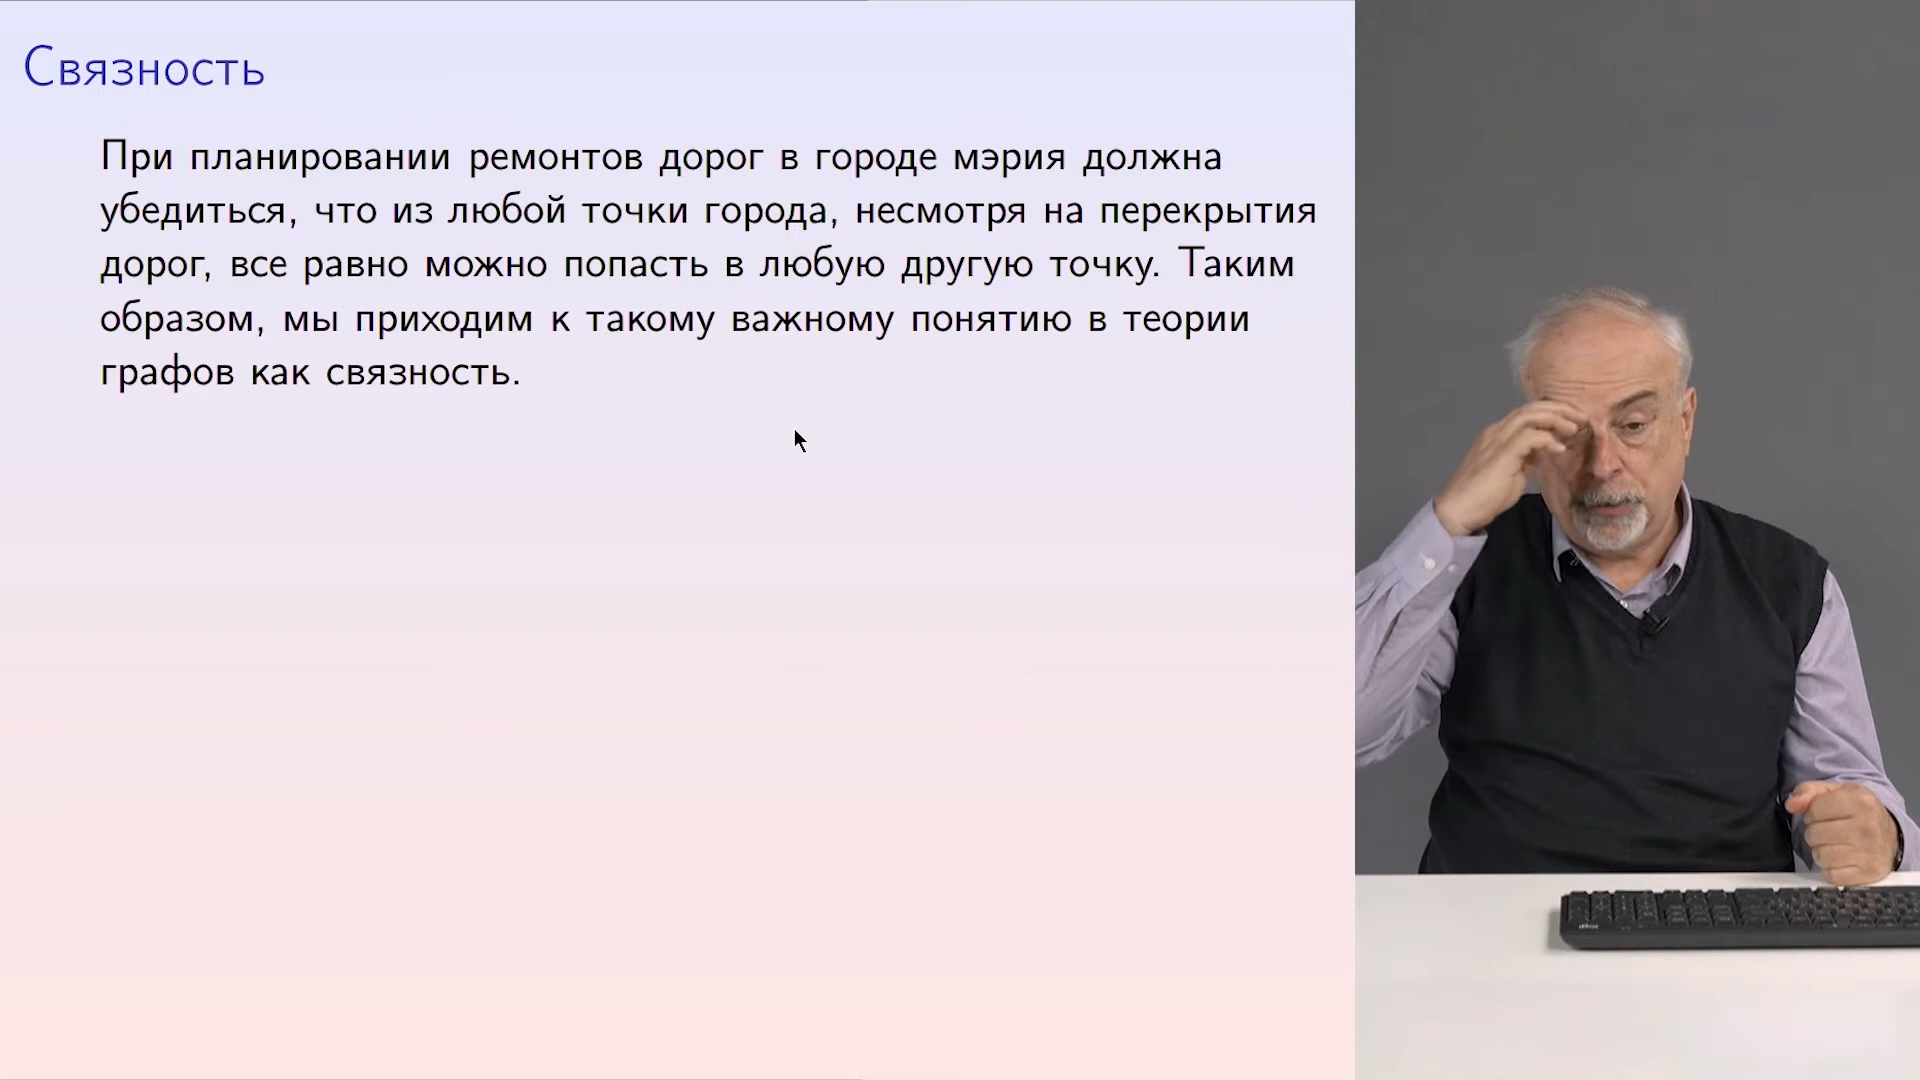 Связность
При планировании ремонтов дорог в городе мэрия должна
убедиться, что из любой точки города, несмотря на перекрытия
дорог, все равно можно попасть в любую другую точку. Таким
образом, мы приходим к такому важному понятию в теории
графов как связность.